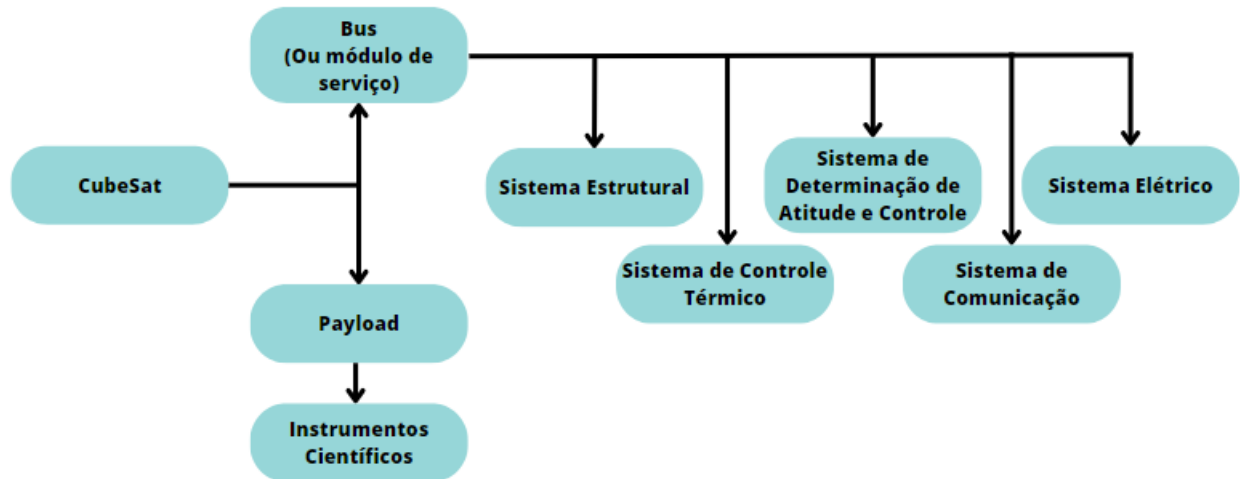 Bus
(Ou módulo de
serviço)
CubeSat
Sistema Estrutural
Sistema de
Determinação de
Atitude e Controle
Sistema Elétrico
Sistema de Controle
Térmico
Sistema de
Comunicação
Payload
Instrumentos
Científicos